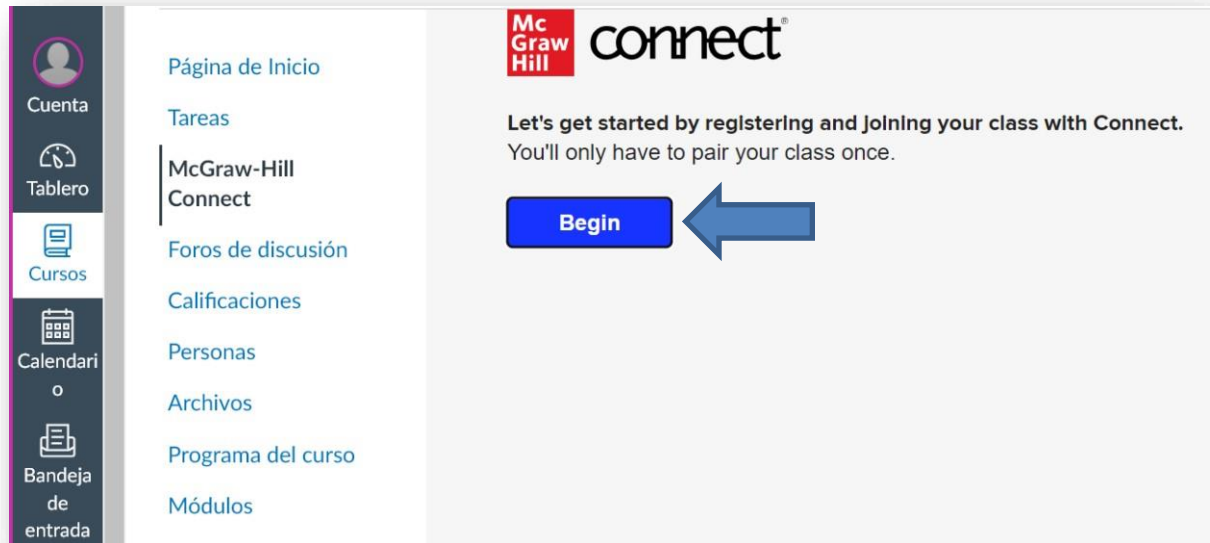 Cuenta
Tablero
Cursos
Calendari
o
Bandeja
de
entrada
Página de Inicio
Tareas
McGraw-Hill
Connect
Foros de discusión
Calificaciones
Personas
Archivos
Programa del curso
Módulos
Mc
Graw
Hill
connect®
Let's get started by registering and joining your class with Connect.
You'll only have to pair your class once.
Begin